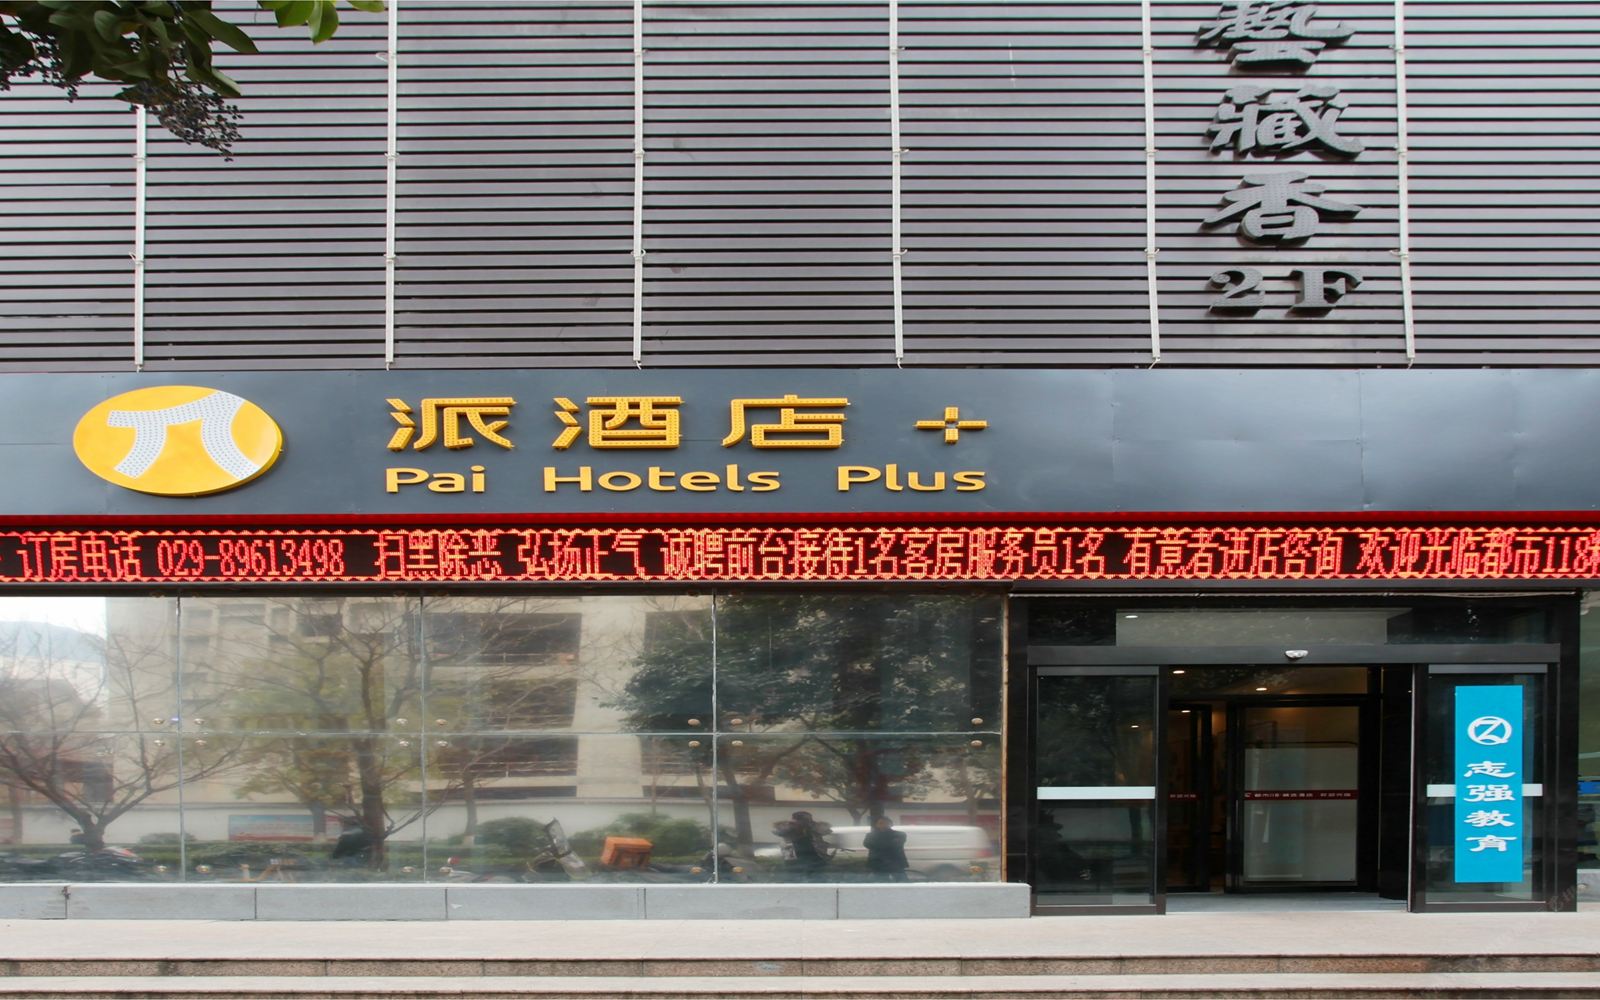 藝
藏
香
2F
派酒店+
Pai Hotels Plus
订房电话 029-89613498 扫黑除恶 弘扬正气 诚聘前台接待1名客房服务员1名 有意者进店咨询 欢迎光临都市118
志强教育